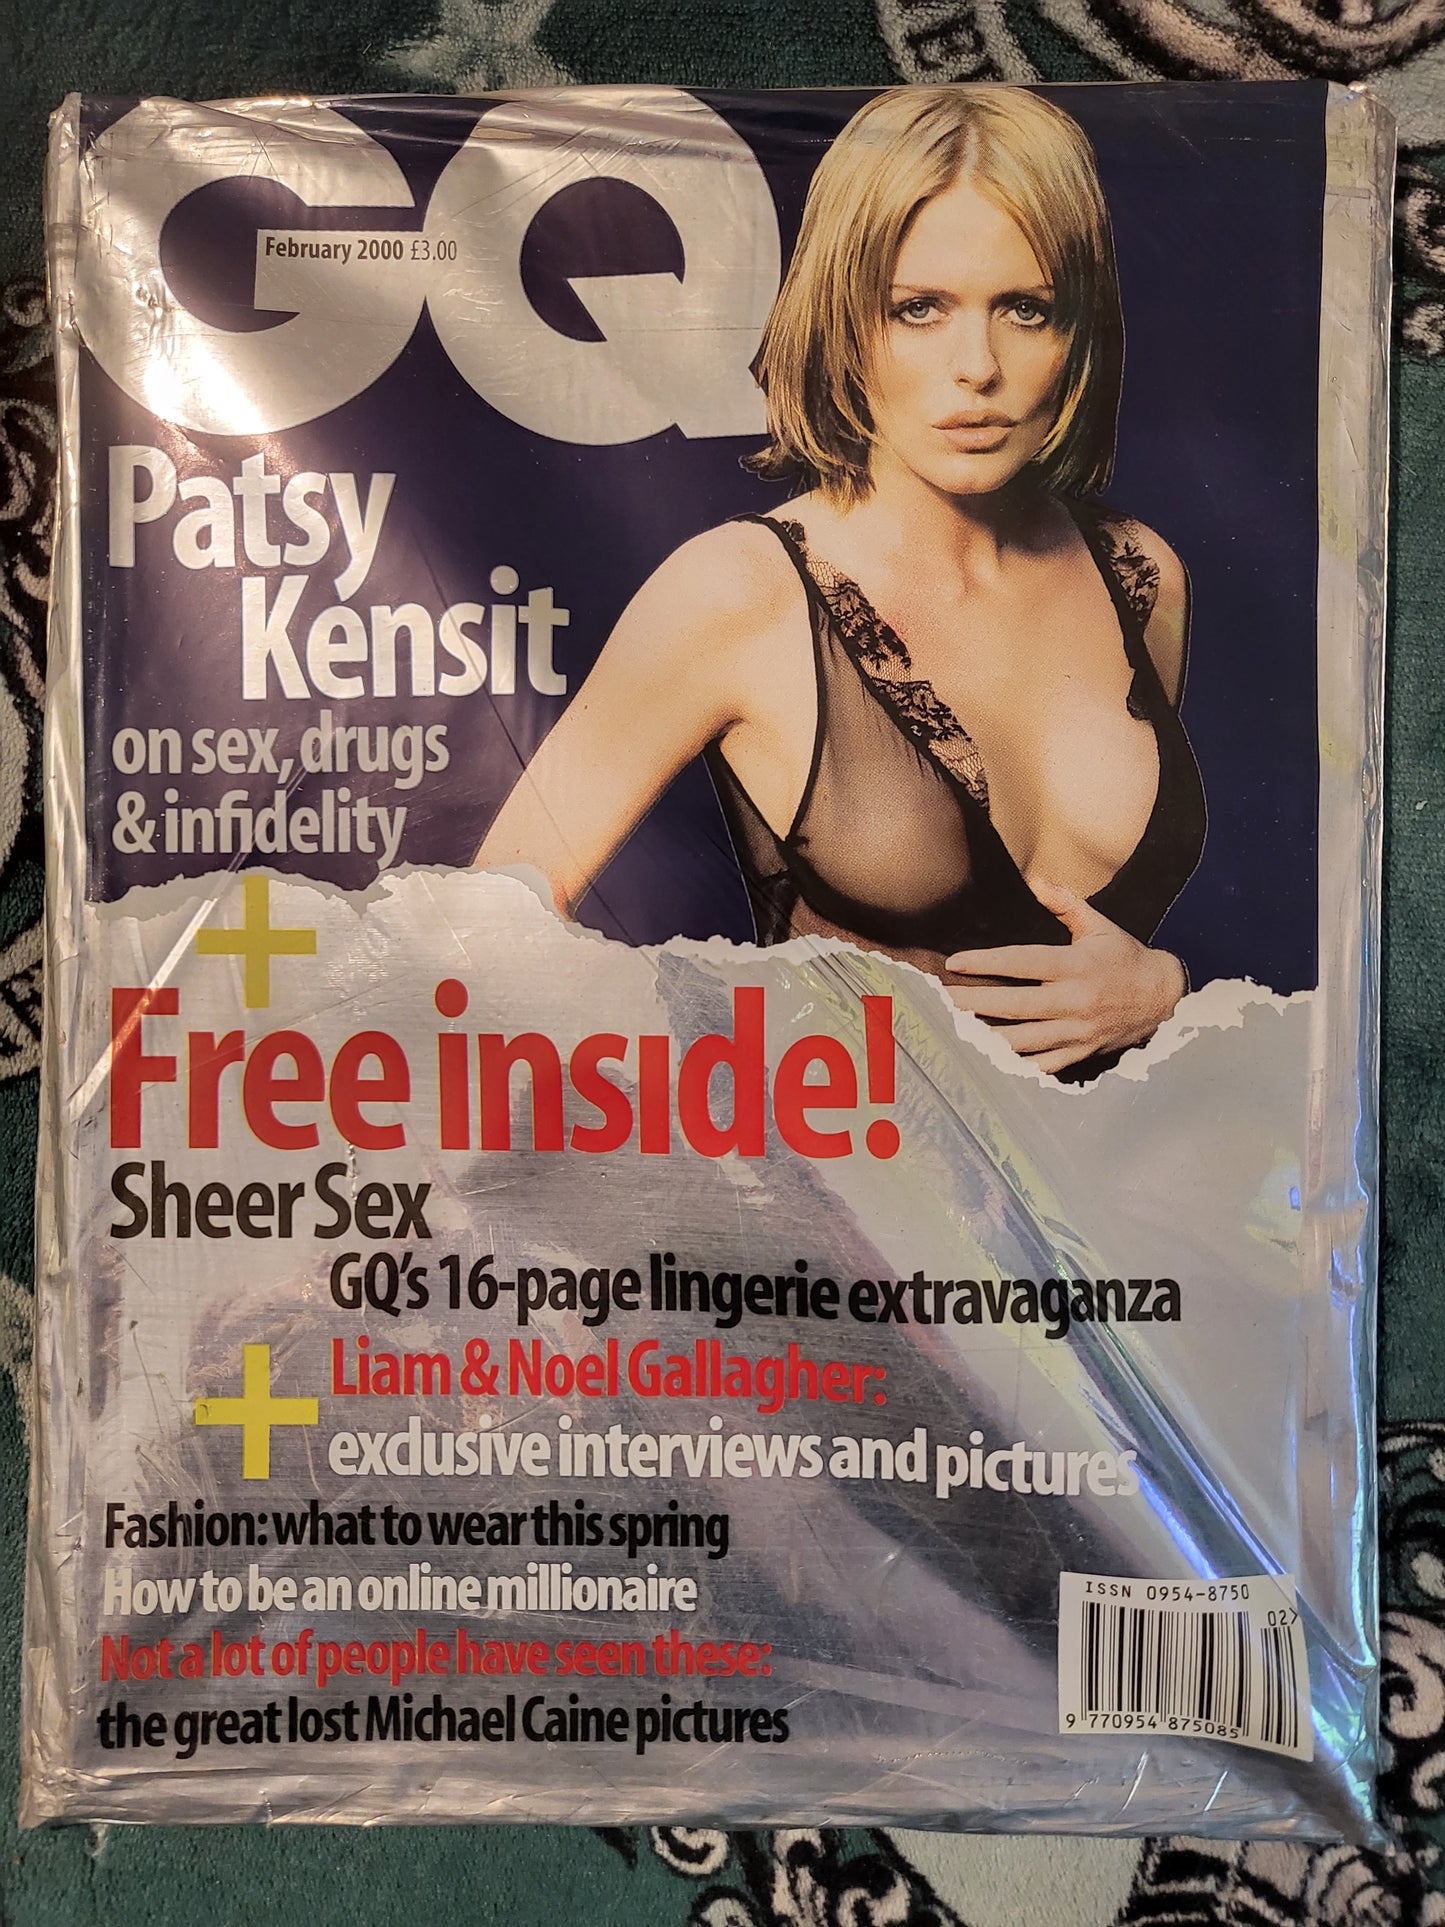 GQ
February 2000 £3.00
Patsy
Kensit
on sex, drugs
& infidelity
+
Free inside!
Sheer Sex
GQ's 16-page lingerie extravaganza
+
Liam & Noel Gallagher:
exclusive interviews and pictures
Fashion: what to wear this spring
How to be an online millionaire
Not a lot of people have seen these:
the great lost Michael Caine pictures
ISSN 0954-8750
02>
9 770954 875085